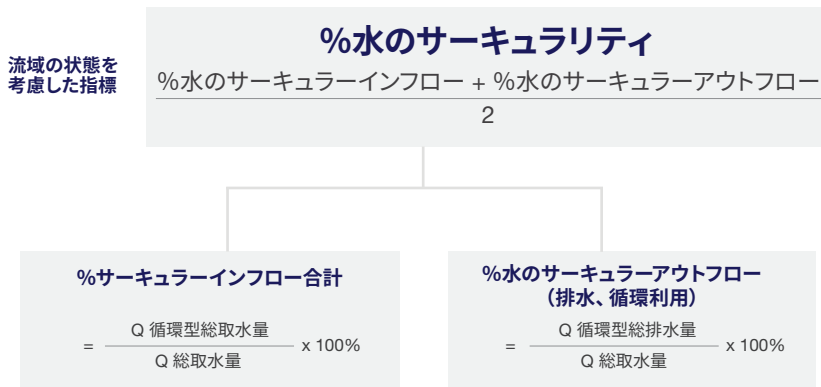 %水のサーキュラリティ
流域の状態を
考慮した指標
%水のサーキュラーインフロー + %水のサーキュラーアウトフロー
2
%サーキュラーインフロー合計
= Q 循環型総取水量 x 100%
Q 総取水量
%水のサーキュラーアウトフロー
(排水、循環利用)
= Q 循環型総排水量 x 100%
Q 総取水量